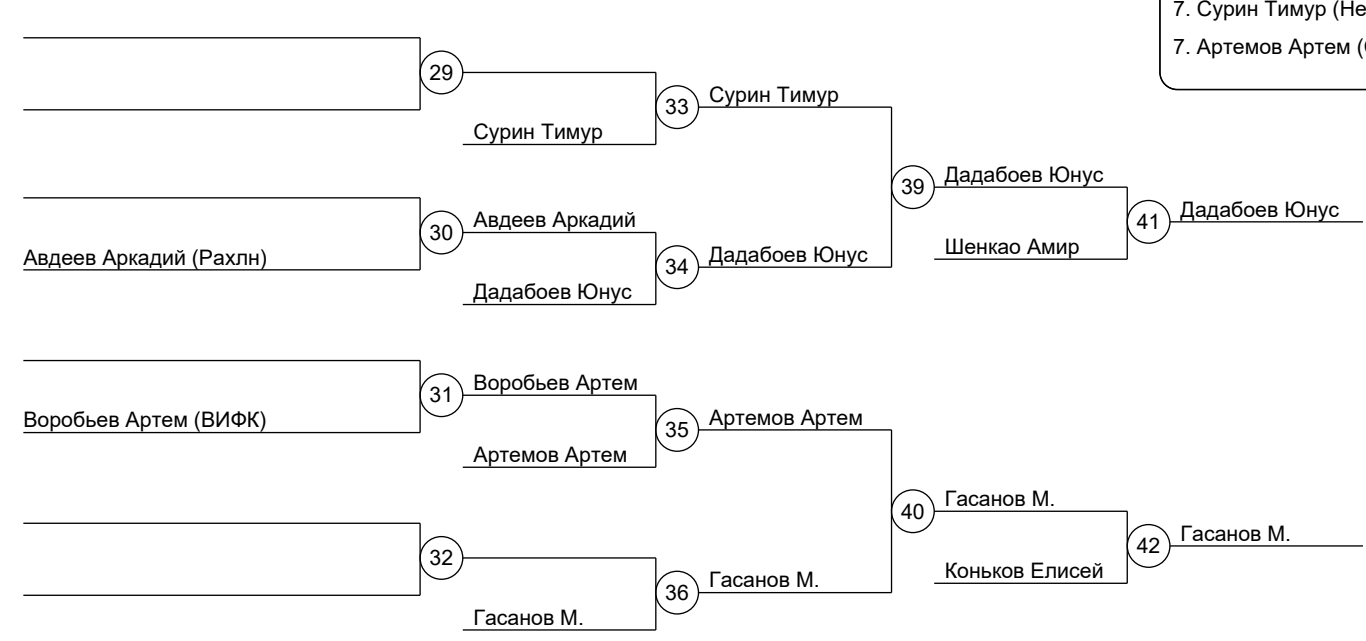 7. Сурин Тимур (Не
7. Артемов Артем (
29
33
Сурин Тимур
Сурин Тимур
39
Дадабоев Юнус
30
Авдеев Аркадий
41
Дадабоев Юнус
Авдеев Аркадий (Рахлн)
34
Дадабоев Юнус
Шенкао Амир
Дадабоев Юнус
31
Воробьев Артем
Воробьев Артем (ВИФК)
35
Артемов Артем
Артемов Артем
40
Гасанов М.
42
Гасанов М.
32
Коньков Елисей
36
Гасанов М.
Гасанов М.